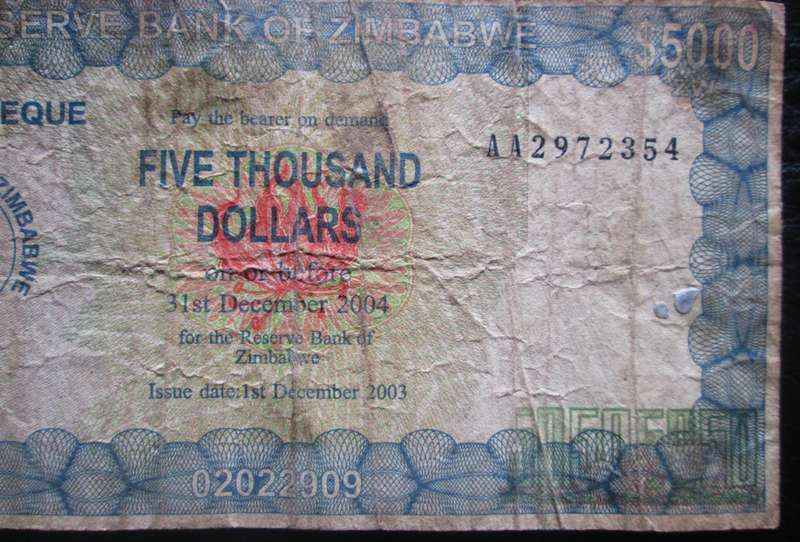 SERVE BANK OF ZIMBABWE
$5000
EQUE
Pay the bearer on demand
AA2972354
FIVE THOUSAND
DOLLARS
on or before
31st December 2004
for the Reserve Bank of
Zimbabwe
Issue date:1st December 2003
ZIMBABWE
02022909